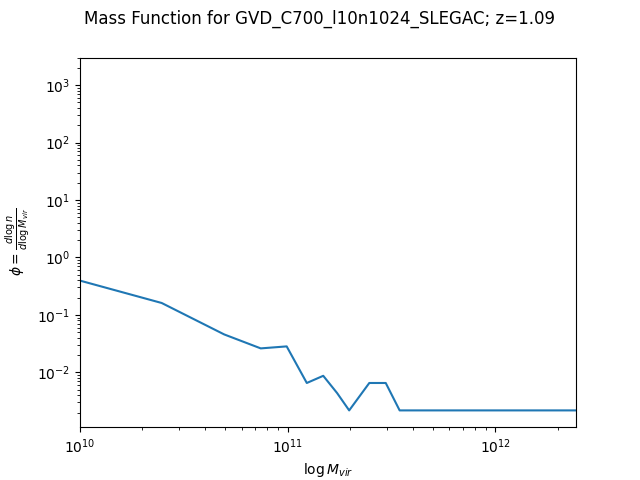 Mass Function for GVD_C700_l10n1024_SLEGAC; z=1.09
10³
10²
10¹
10⁰
10⁻¹
10⁻²
ϕ = d log n / d log M_vir
10¹⁰ 10¹¹ 10¹²
log M_vir